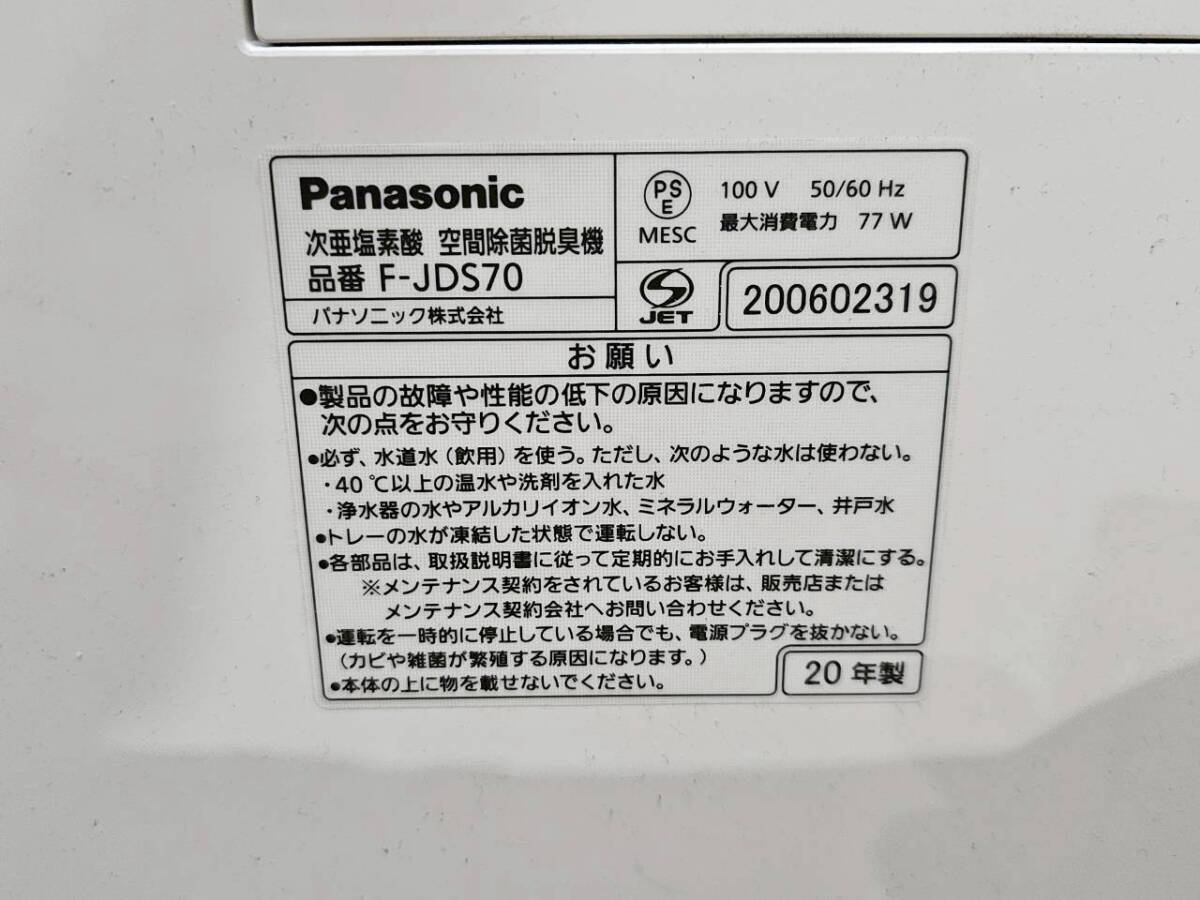 Panasonic
次亜塩素酸 空間除菌脱臭機
品番 F-JDS70
パナソニック株式会社
PS
E
MESC
100 V 50/60 Hz
最大消費電力 77 W
JET
200602319
お願い
●製品の故障や性能の低下の原因になりますので、
次の点をお守りください。
●必ず、水道水（飲用）を使う。ただし、次のような水は使わない。
・40 ℃以上の温水や洗剤を入れた水
・浄水器の水やアルカリイオン水、ミネラルウォーター、井戸水
●トレーの水が凍結した状態で運転しない。
●各部品は、取扱説明書に従って定期的にお手入れして清潔にする。
※メンテナンス契約をされているお客様は、販売店または
メンテナンス契約会社へお問い合わせください。
●運転を一時的に停止している場合でも、電源プラグを抜かない。
（カビや雑菌が繁殖する原因になります。）
●本体の上に物を載せないでください。
20 年製